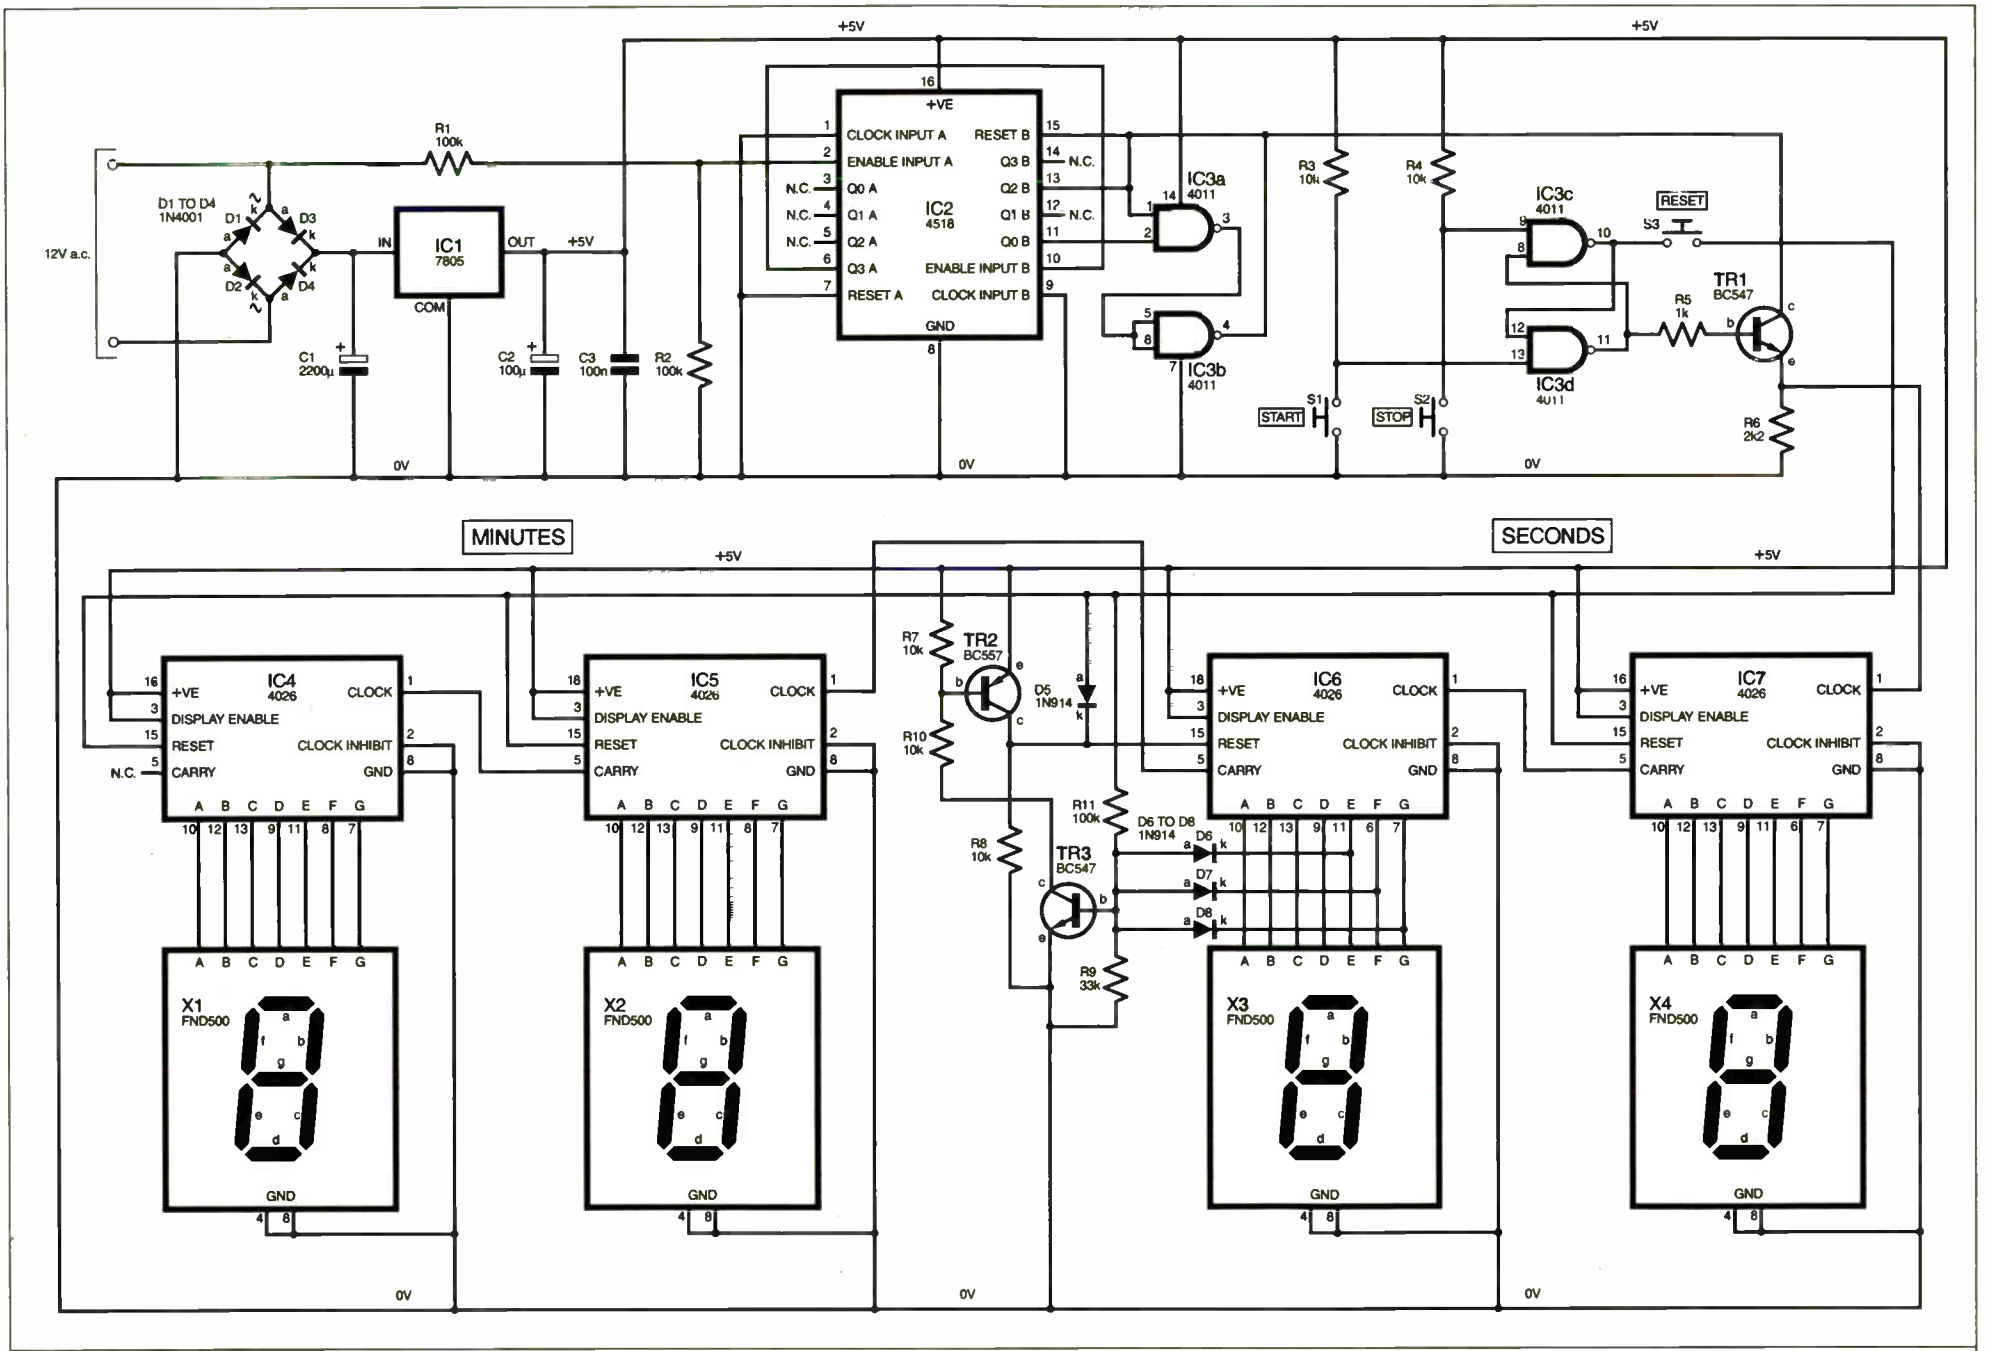 +5V
+5V
12V a.c.
D1 TO D4
1N4001
D1
k
a
D3
k
a
D2
k
a
D4
k
a
R1
100k
IN
IC1
7805
OUT
COM
+5V
+
C1
2200µ
+
C2
100µ
C3
100n
R2
100k
0V
16
+VE
1 CLOCK INPUT A RESET B 15
2 ENABLE INPUT A Q3 B 14 N.C.
N.C. 3 Q0 A Q2 B 13
N.C. 4 Q1 A Q1 B 12 N.C.
N.C. 5 Q2 A Q0 B 11
6 Q3 A ENABLE INPUT B 10
7 RESET A CLOCK INPUT B 9
IC2
4518
GND
8
0V
IC3a
4011
14
1
2
3
5
6
4
7
IC3b
4011
R3
10k
R4
10k
S1
START
S2
STOP
IC3c
4011
9
8
10
12
13
11
IC3d
4011
RESET
S3
R5
1k
TR1
BC547
b
c
e
R6
2k2
0V
MINUTES
SECONDS
+5V
+5V
IC4
4026
16 +VE CLOCK 1
3 DISPLAY ENABLE
15 RESET CLOCK INHIBIT 2
N.C. 5 CARRY GND 8
A B C D E F G
10 12 13 9 11 8 7
A B C D E F G
X1
FND500
a
f b
g
e c
d
GND
4 8
IC5
4026
18 +VE CLOCK 1
3 DISPLAY ENABLE
15 RESET CLOCK INHIBIT 2
5 CARRY GND 8
A B C D E F G
10 12 13 9 11 8 7
A B C D E F G
X2
FND500
a
f b
g
e c
d
GND
4 8
R7
10k
TR2
BC557
e
b
c
R10
10k
D5
1N914
a
k
R8
10k
TR3
BC547
c
b
e
R11
100k
R9
33k
D6 TO D8
1N914
a D6 k
a D7 k
a D8 k
IC6
4026
18 +VE CLOCK 1
3 DISPLAY ENABLE
15 RESET CLOCK INHIBIT 2
5 CARRY GND 8
A B C D E F G
10 12 13 9 11 6 7
A B C D E F G
X3
FND500
a
f b
g
e c
d
GND
4 8
IC7
4026
16 +VE CLOCK 1
3 DISPLAY ENABLE
15 RESET CLOCK INHIBIT 2
5 CARRY GND 8
A B C D E F G
10 12 13 9 11 6 7
A B C D E F G
X4
FND500
a
f b
g
e c
d
GND
4 8
0V
0V
0V